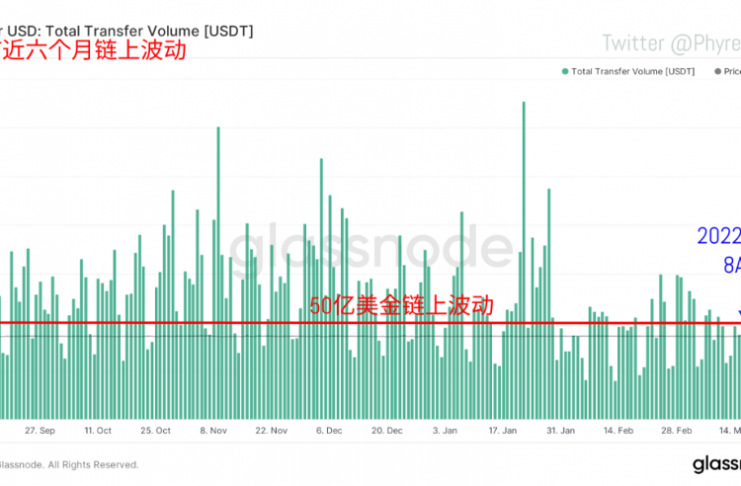 r USD: Total Transfer Volume [USDT]
近六个月链上波动
Twitter @Phyre
Total Transfer Volume [USDT]
Price
glassnode
2022
8A
50亿美金链上波动
27. Sep
11. Oct
25. Oct
8. Nov
22. Nov
6. Dec
20. Dec
3. Jan
17. Jan
31. Jan
14. Feb
28. Feb
14. M
Glassnode. All Rights Reserved.
glassno